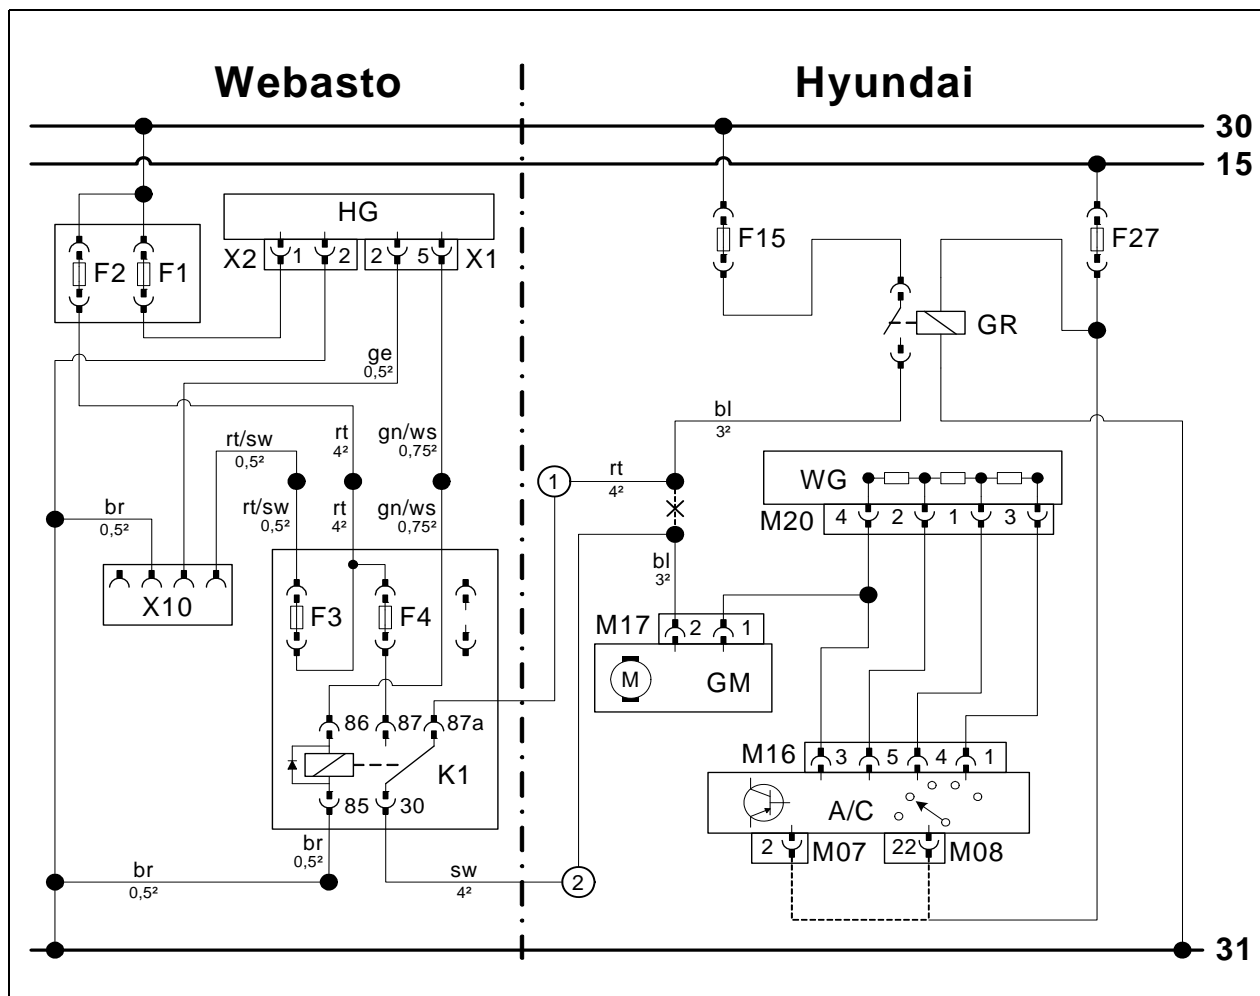 Webasto
Hyundai
30
15
HG
X2 1 2 2 5 X1
F2 F1
F15
F27
GR
ge
0,5²
rt/sw
0,5²
rt
4²
gn/ws
0,75²
bl
3²
1
rt
4²
WG
M20 4 2 1 3
br
0,5²
rt/sw
0,5²
rt
4²
gn/ws
0,75²
bl
3²
X10
F3 F4
M17 2 1
M GM
86 87 87a
K1
85 30
M16 3 5 4 1
A/C
2 M07 22 M08
br
0,5²
br
0,5²
sw
4²
2
31